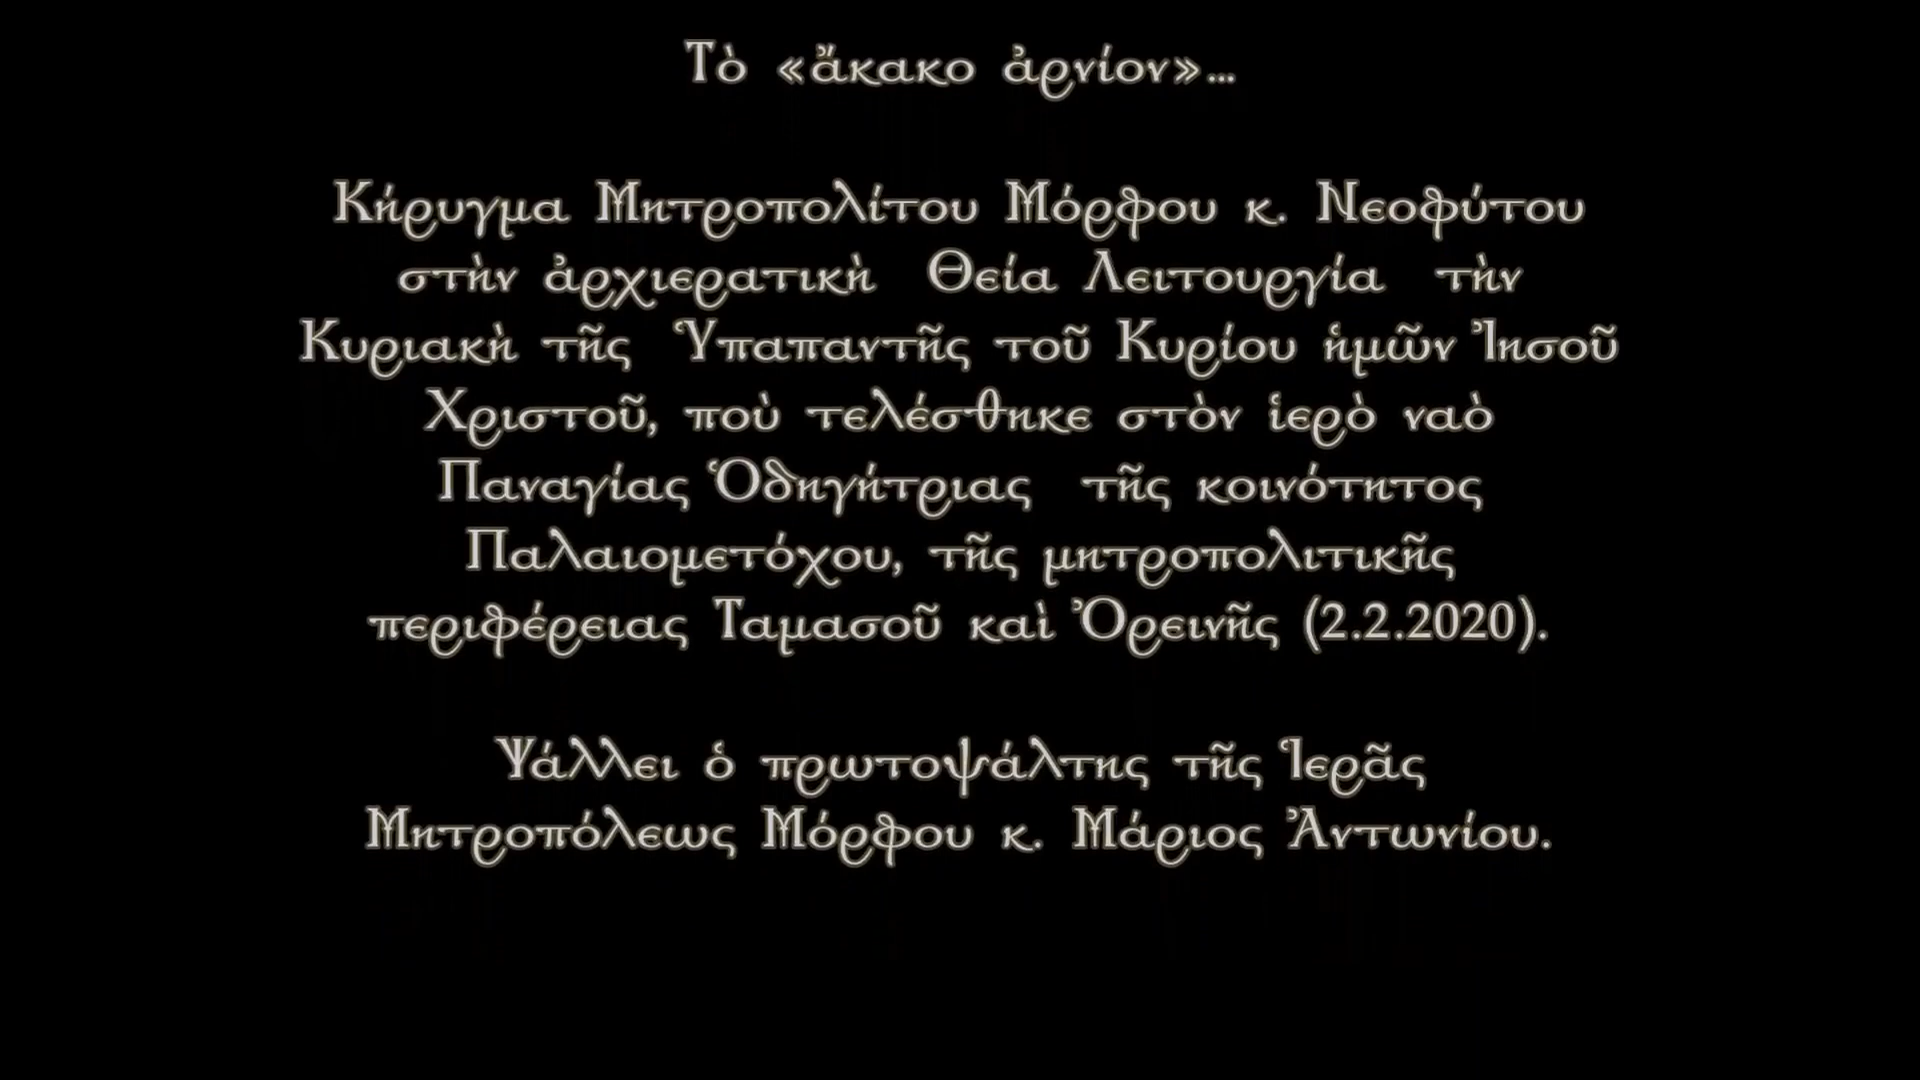 Τὸ «ἄκακο ἀρνίον»...
Κήρυγμα Μητροπολίτου Μόρφου κ. Νεοφύτου
στὴν ἀρχιερατικὴ Θεία Λειτουργία τὴν
Κυριακὴ τῆς Ὑπαπαντῆς τοῦ Κυρίου ἡμῶν Ἰησοῦ
Χριστοῦ, ποὺ τελέσθηκε στὸν ἱερὸ ναὸ
Παναγίας Ὁδηγήτριας τῆς κοινότητος
Παλαιομετόχου, τῆς μητροπολιτικῆς
περιφέρειας Ταμασοῦ καὶ Ὀρεινῆς (2.2.2020).
Ψάλλει ὁ πρωτοψάλτης τῆς Ἱερᾶς
Μητροπόλεως Μόρφου κ. Μάριος Ἀντωνίου.